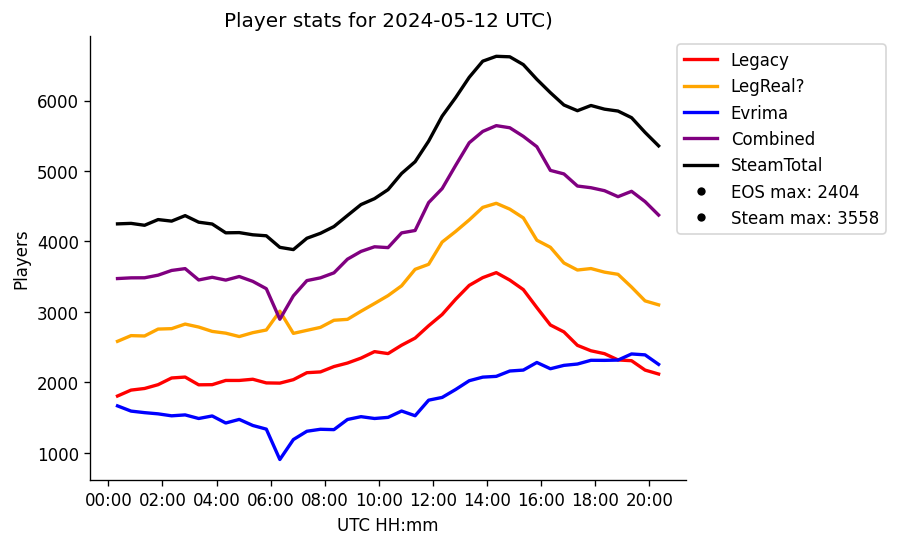 Player stats for 2024-05-12 UTC)
Legacy
LegReal?
Evrima
Combined
SteamTotal
EOS max: 2404
Steam max: 3558
Players
6000
5000
4000
3000
2000
1000
00:00 02:00 04:00 06:00 08:00 10:00 12:00 14:00 16:00 18:00 20:00
UTC HH:mm